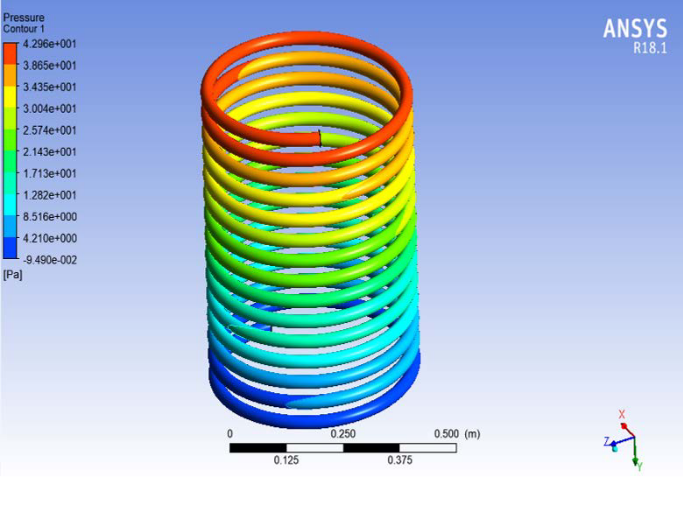 Pressure
Contour 1
4.296e+001
3.865e+001
3.435e+001
3.004e+001
2.574e+001
2.143e+001
1.713e+001
1.282e+001
8.516e+000
4.210e+000
-9.490e-002
[Pa]
ANSYS
R18.1
0 0.250 0.500 (m)
0.125 0.375
X
Z
Y